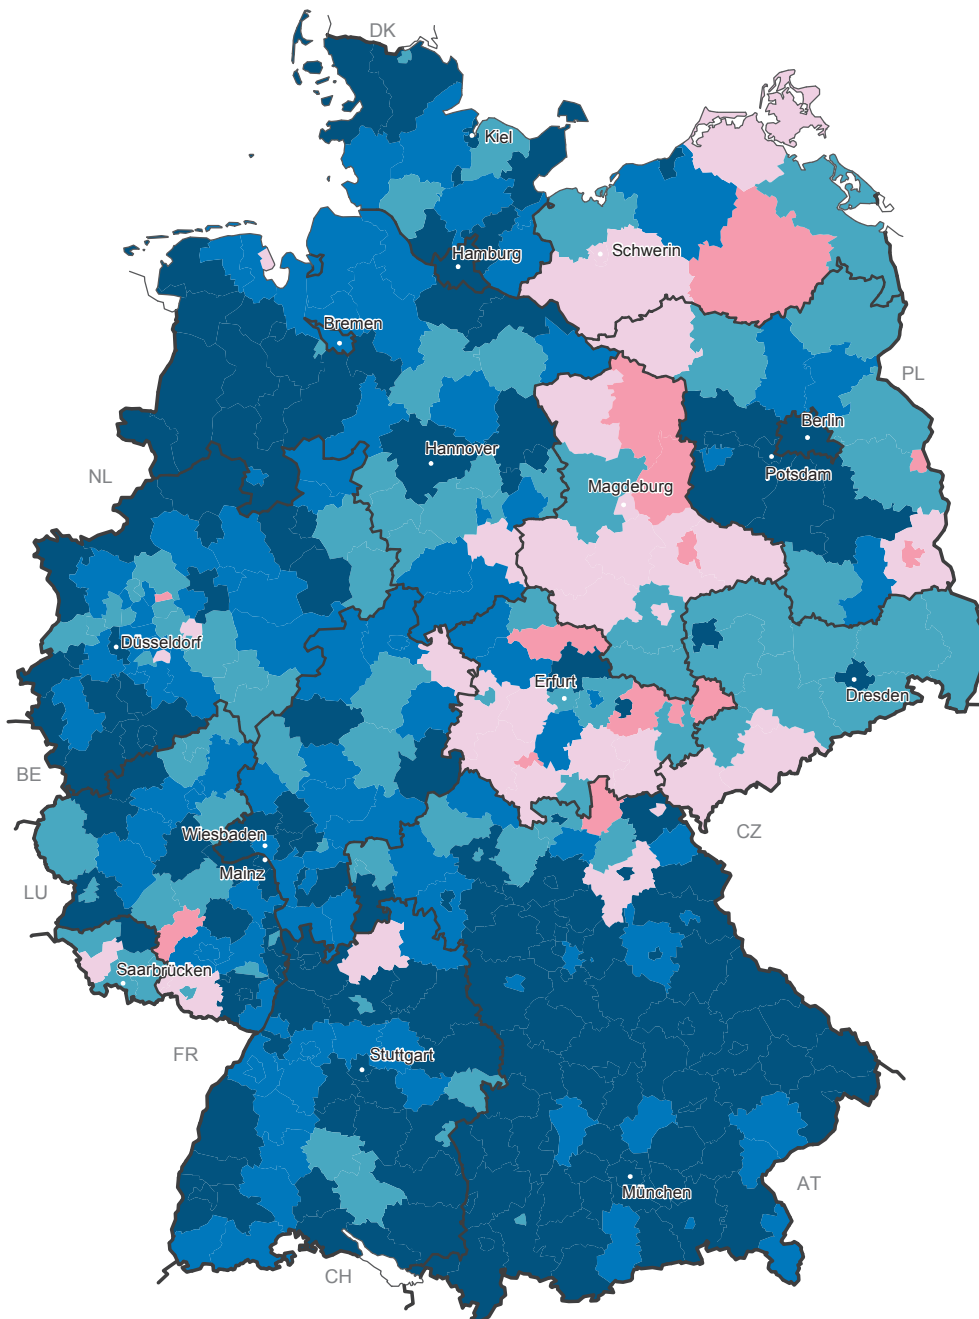 DK
Kiel
Schwerin
Hamburg
Bremen
PL
Berlin
Hannover
NL
Potsdam
Magdeburg
Düsseldorf
Erfurt
Dresden
BE
CZ
Wiesbaden
Mainz
LU
Saarbrücken
FR
Stuttgart
AT
München
CH